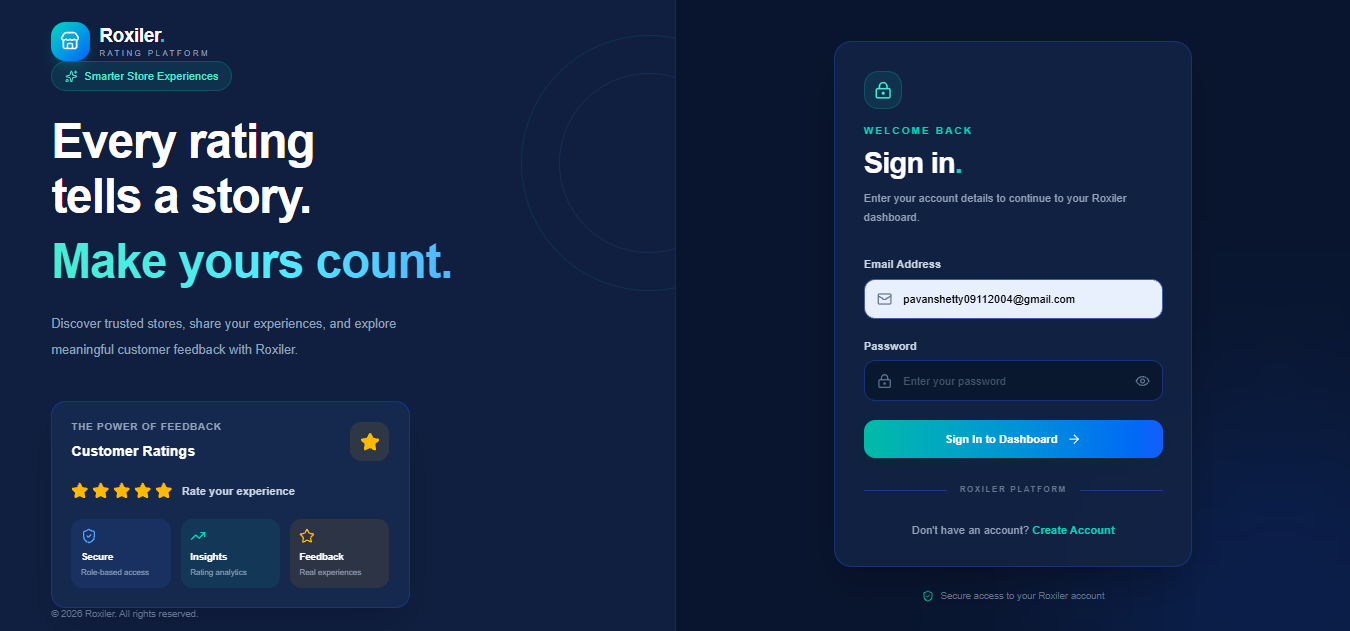 Roxiler.
RATING PLATFORM
Smarter Store Experiences
Every rating
tells a story.
Make yours count.
Discover trusted stores, share your experiences, and explore
meaningful customer feedback with Roxiler.
THE POWER OF FEEDBACK
Customer Ratings
Rate your experience
Secure
Role-based access
Insights
Rating analytics
Feedback
Real experiences
© 2026 Roxiler. All rights reserved.
WELCOME BACK
Sign in.
Enter your account details to continue to your Roxiler
dashboard.
Email Address
pavanshetty09112004@gmail.com
Password
Enter your password
Sign In to Dashboard
ROXILER PLATFORM
Don't have an account? Create Account
Secure access to your Roxiler account